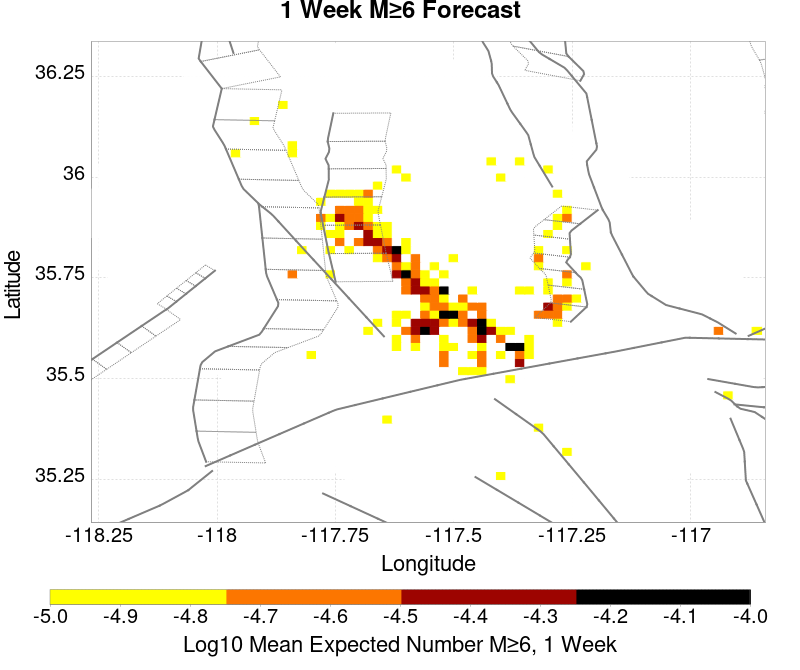 1 Week M≥6 Forecast
36.25
36
35.75
35.5
35.25
Latitude
-118.25 -118 -117.75 -117.5 -117.25 -117
Longitude
-5.0 -4.9 -4.8 -4.7 -4.6 -4.5 -4.4 -4.3 -4.2 -4.1 -4.0
Log10 Mean Expected Number M≥6, 1 Week